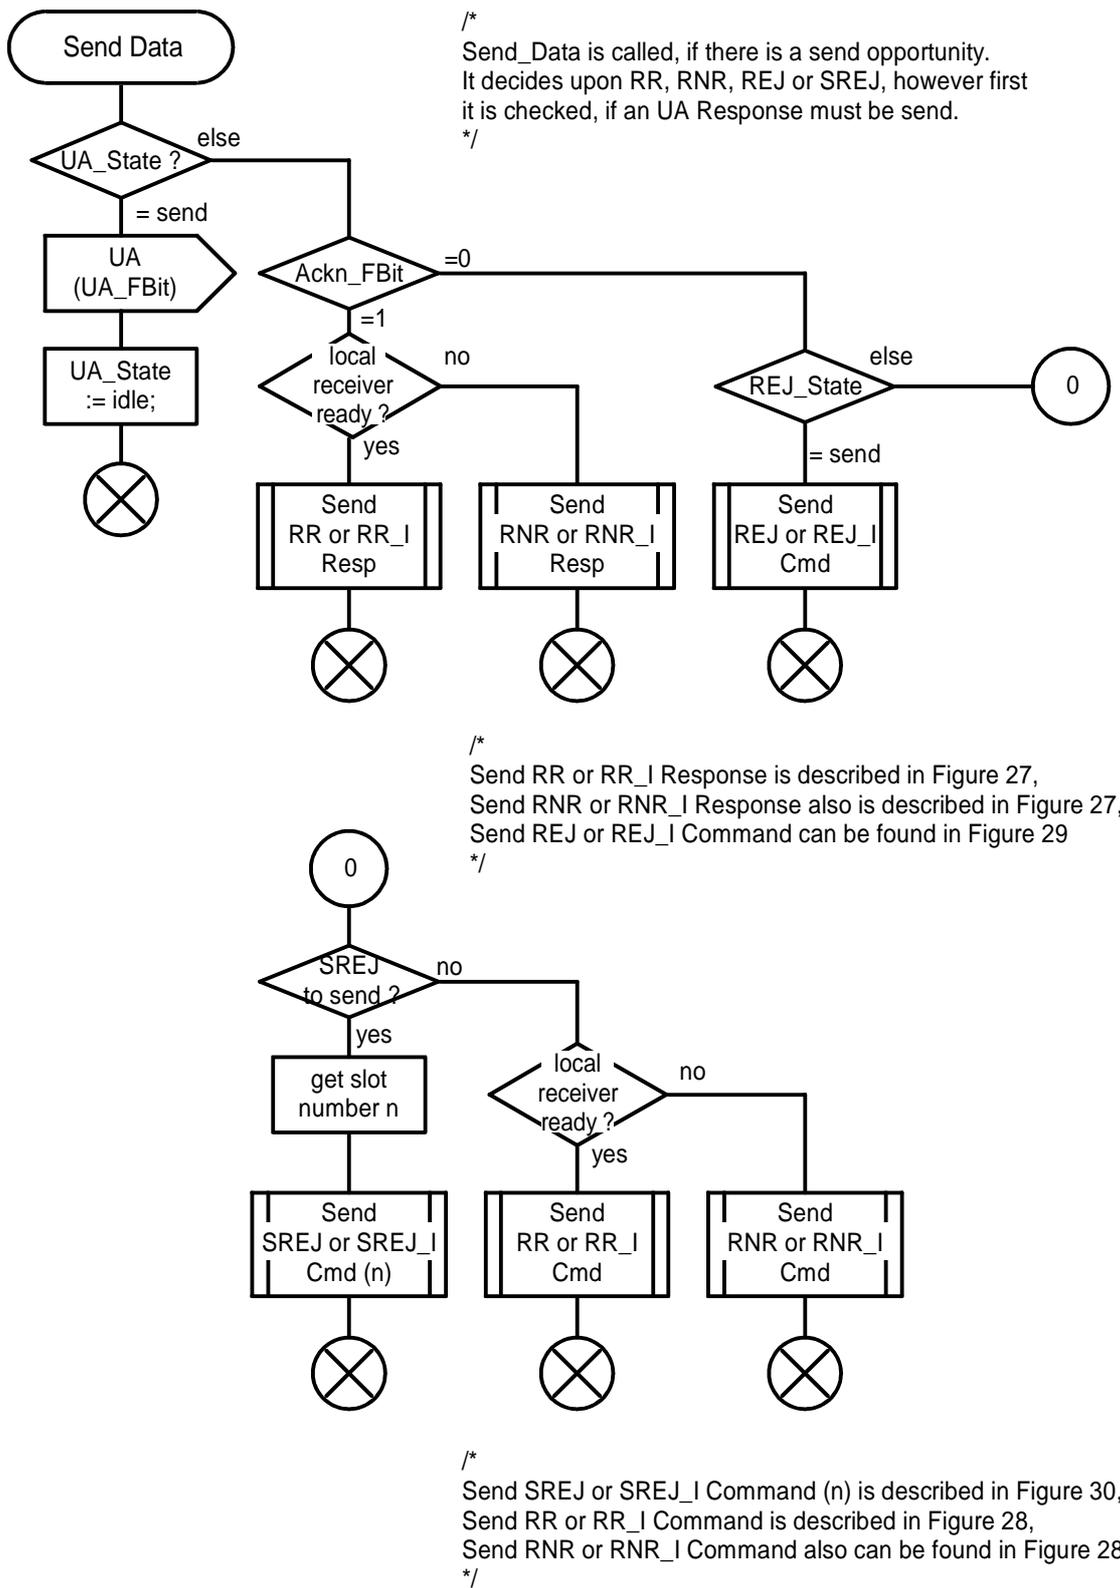 Send Data
/*
Send_Data is called, if there is a send opportunity.
It decides upon RR, RNR, REJ or SREJ, however first
it is checked, if an UA Response must be send.
*/
UA_State ?
else
= send
UA
(UA_FBit)
UA_State
:= idle;
Ackn_FBit
=0
=1
local
receiver
ready ?
no
yes
REJ_State
else
0
= send
Send
RR or RR_I
Resp
Send
RNR or RNR_I
Resp
Send
REJ or REJ_I
Cmd
/*
Send RR or RR_I Response is described in Figure 27,
Send RNR or RNR_I Response also is described in Figure 27,
Send REJ or REJ_I Command can be found in Figure 29
*/
0
SREJ
to send ?
no
yes
get slot
number n
local
receiver
ready ?
no
yes
Send
SREJ or SREJ_I
Cmd (n)
Send
RR or RR_I
Cmd
Send
RNR or RNR_I
Cmd
/*
Send SREJ or SREJ_I Command (n) is described in Figure 30,
Send RR or RR_I Command is described in Figure 28,
Send RNR or RNR_I Command also can be found in Figure 28
*/